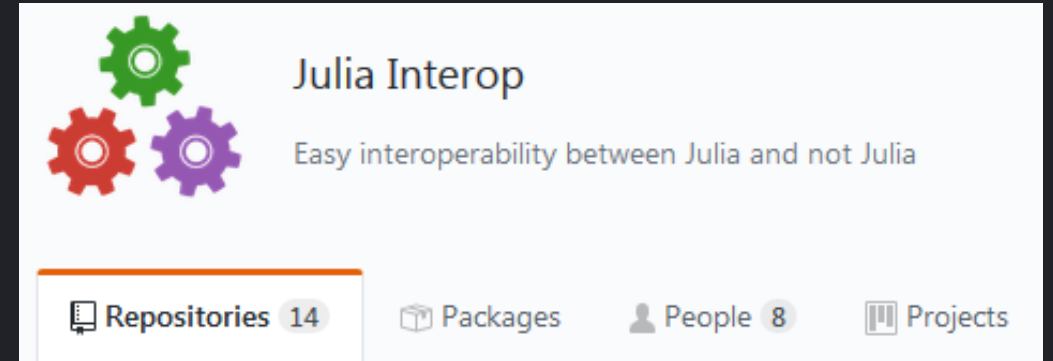 Julia Interop
Easy interoperability between Julia and not Julia
Repositories 14 Packages People 8 Projects